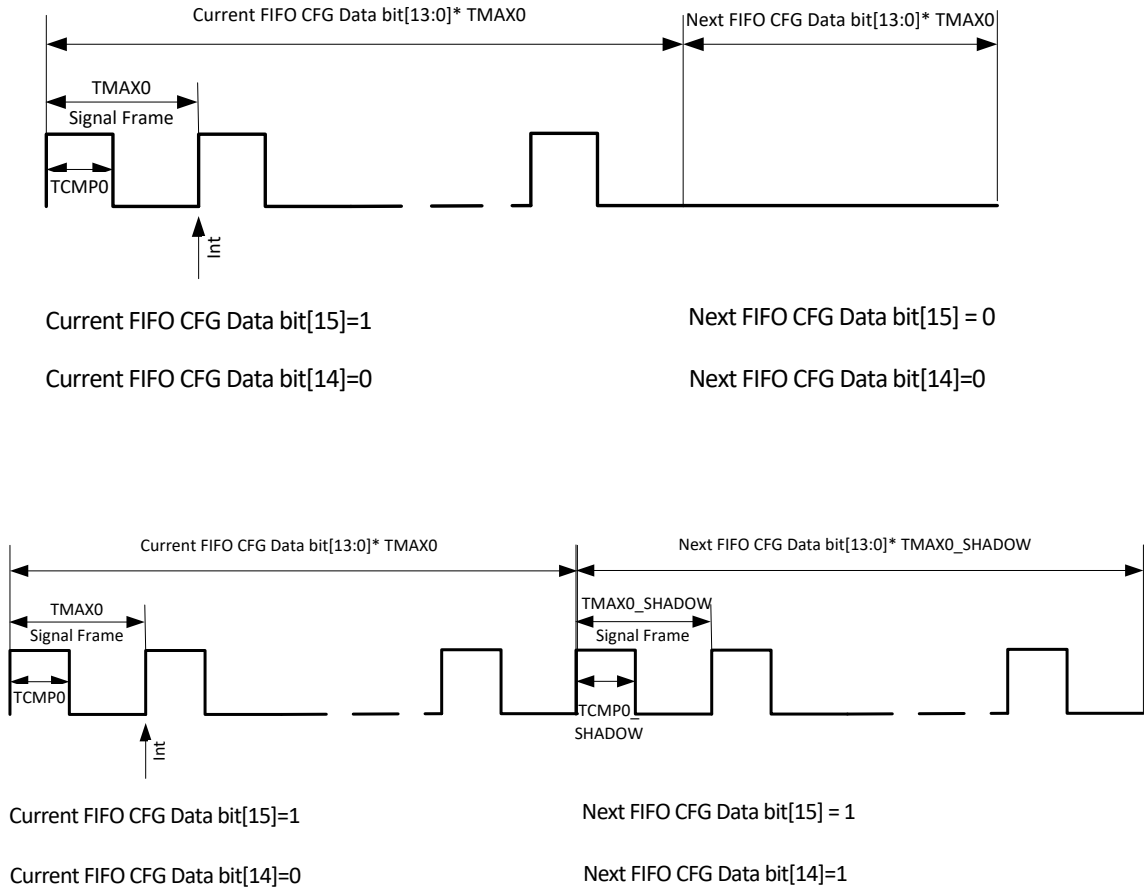 Current FIFO CFG Data bit[13:0]* TMAX0
Next FIFO CFG Data bit[13:0]* TMAX0
TMAX0
Signal Frame
TCMP0
Int
Current FIFO CFG Data bit[15]=1
Next FIFO CFG Data bit[15] = 0
Current FIFO CFG Data bit[14]=0
Next FIFO CFG Data bit[14]=0
Current FIFO CFG Data bit[13:0]* TMAX0
Next FIFO CFG Data bit[13:0]* TMAX0_SHADOW
TMAX0
Signal Frame
TMAX0_SHADOW
Signal Frame
TCMP0
TCMP0_
SHADOW
Int
Current FIFO CFG Data bit[15]=1
Next FIFO CFG Data bit[15] = 1
Current FIFO CFG Data bit[14]=0
Next FIFO CFG Data bit[14]=1